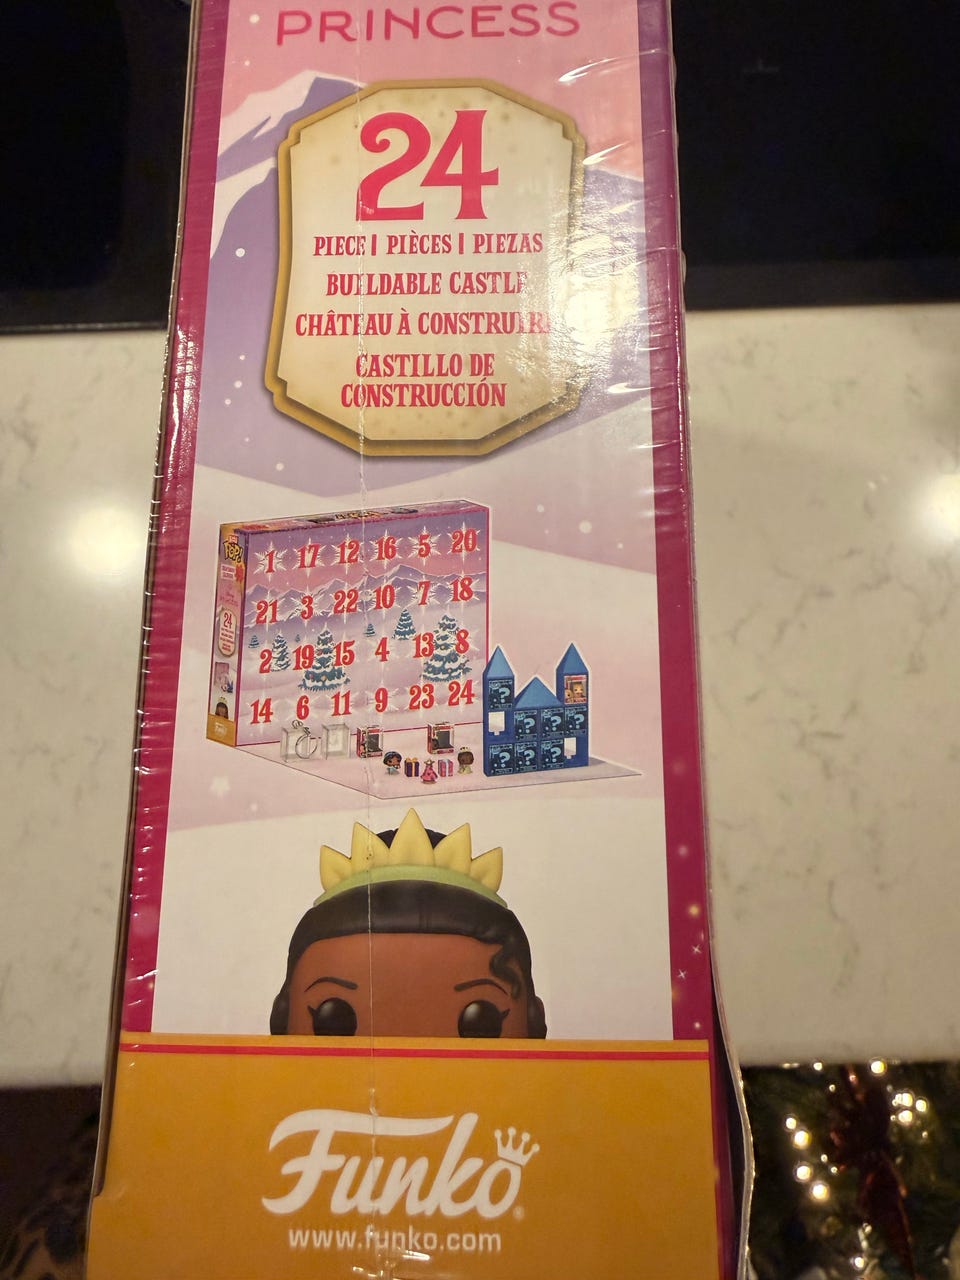 PRINCESS
24
PIECE | PIÈCES | PIEZAS
BUILDABLE CASTLE
CHÂTEAU À CONSTRUIRE
CASTILLO DE
CONSTRUCCIÓN
POP!
24
1 17 12 16 5 20
21 3 22 10 7 18
2 19 15 4 13 8
14 6 11 9 23 24
?
? ? ?
? ? ?
Funko
www.funko.com